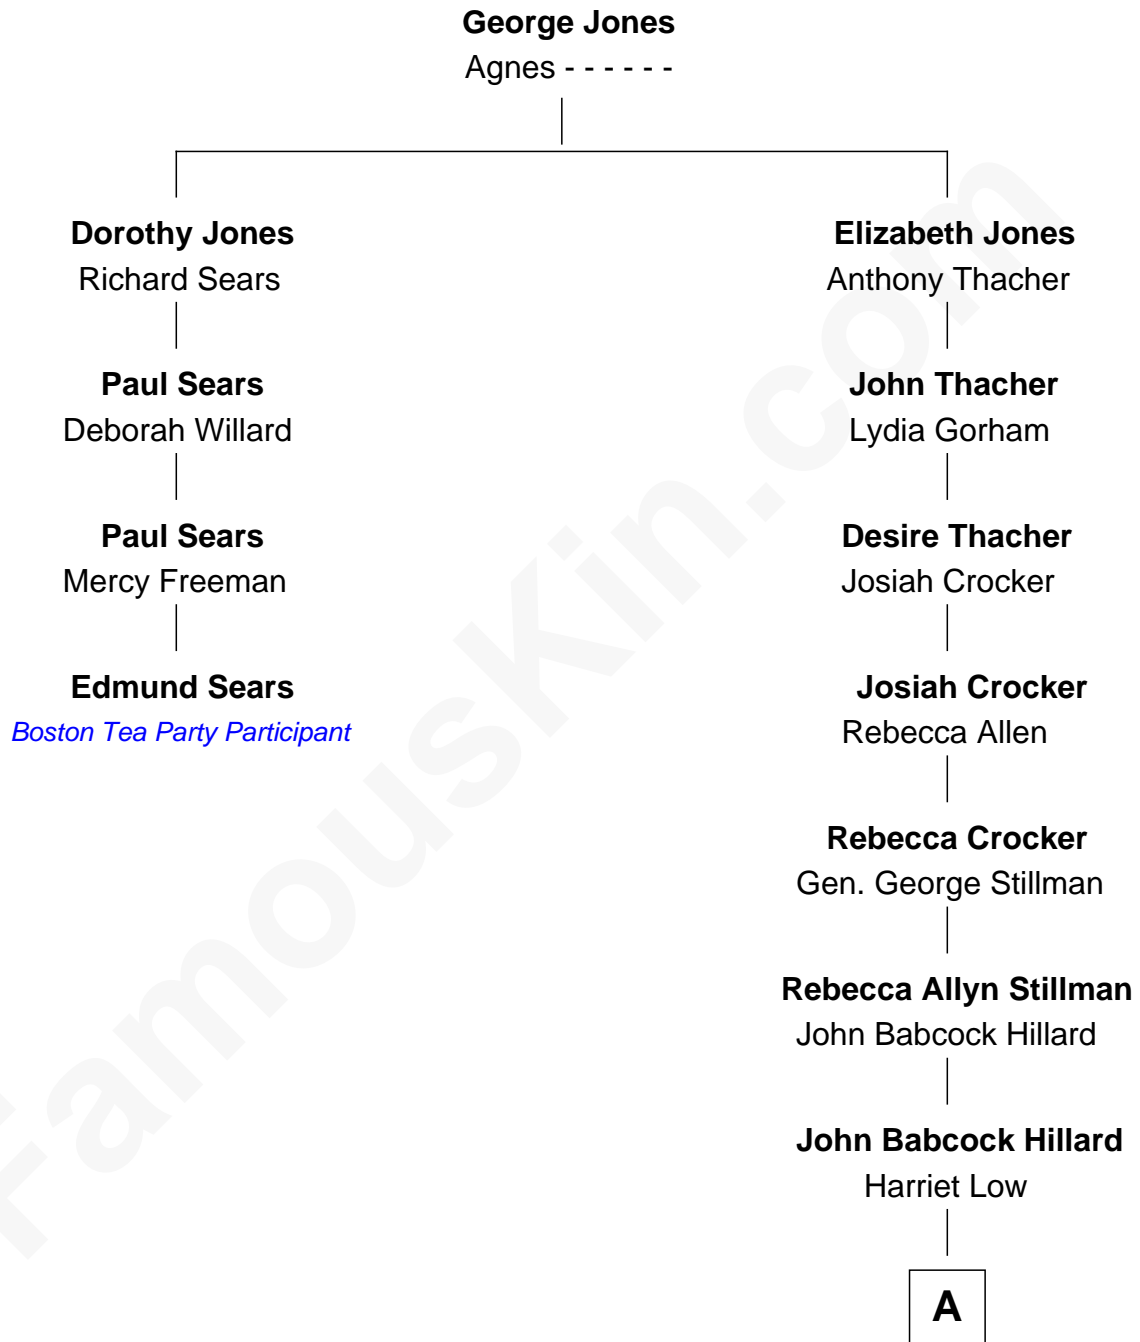 George Jones
Agnes - - - - - -
Dorothy Jones
Richard Sears
Elizabeth Jones
Anthony Thacher
Paul Sears
Deborah Willard
John Thacher
Lydia Gorham
Paul Sears
Mercy Freeman
Desire Thacher
Josiah Crocker
Edmund Sears
Boston Tea Party Participant
Josiah Crocker
Rebecca Allen
Rebecca Crocker
Gen. George Stillman
Rebecca Allyn Stillman
John Babcock Hillard
John Babcock Hillard
Harriet Low
A
FamousKin.com